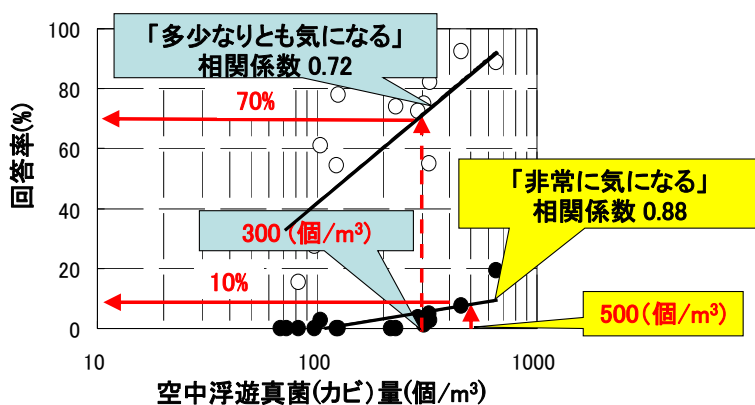 「多少なりとも気になる」
相関係数 0.72
回答率(%)
100
80
60
40
20
0
70%
10%
300(個/m³)
「非常に気になる」
相関係数 0.88
500(個/m³)
10
100
1000
空中浮遊真菌(カビ)量(個/m³)